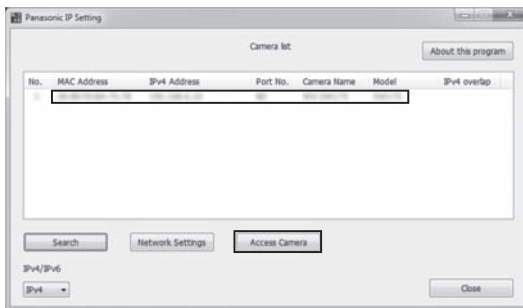 Panasonic IP Setting
Camera list
About this program
No. MAC Address IPv4 Address Port No. Camera Name Model IPv4 overlap
Search Network Settings Access Camera
IPv4/IPv6
IPv4
Close